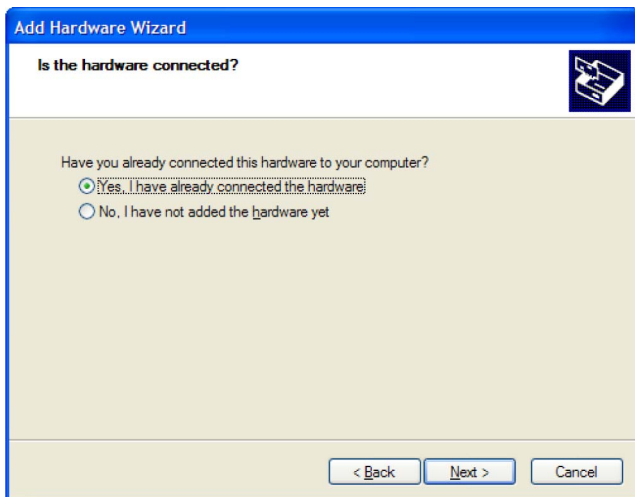 Add Hardware Wizard
Is the hardware connected?
Have you already connected this hardware to your computer?
Yes, I have already connected the hardware
No, I have not added the hardware yet
< Back Next > Cancel